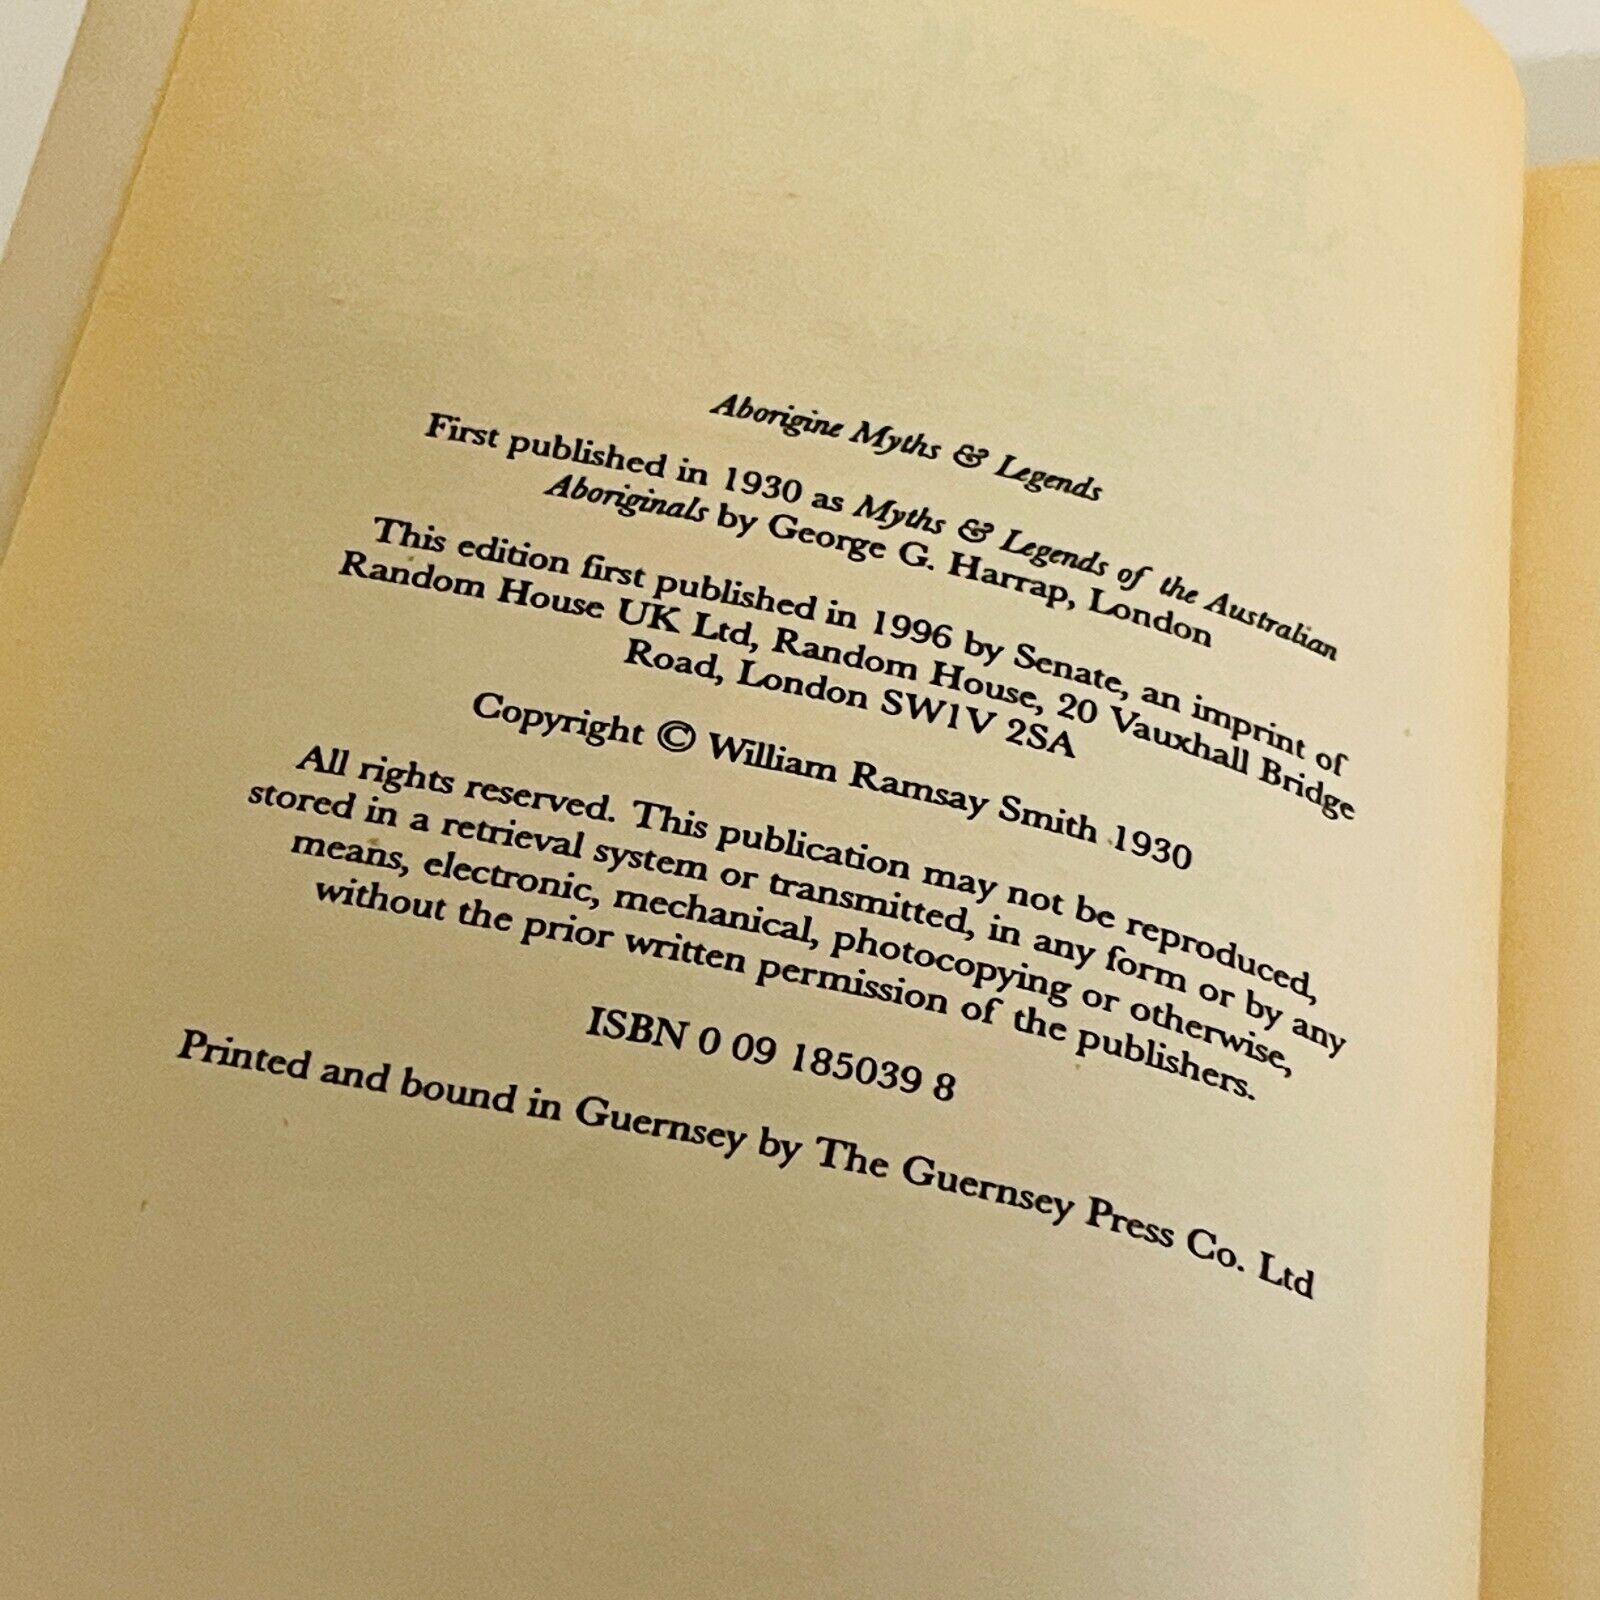 Aborigine Myths & Legends
First published in 1930 as Myths & Legends of the Australian
Aboriginals by George G. Harrap, London
This edition first published in 1996 by Senate, an imprint of
Random House UK Ltd, Random House, 20 Vauxhall Bridge
Road, London SW1V 2SA
Copyright © William Ramsay Smith 1930
All rights reserved. This publication may not be reproduced,
stored in a retrieval system or transmitted, in any form or by any
means, electronic, mechanical, photocopying or otherwise,
without the prior written permission of the publishers.
ISBN 0 09 185039 8
Printed and bound in Guernsey by The Guernsey Press Co. Ltd